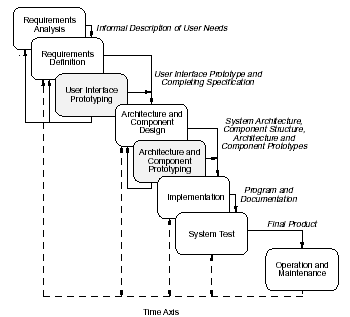 Requirements
Analysis
Informal Description of User Needs
Requirements
Definition
User Interface Prototype and
Completing Specification
User Interface
Prototyping
Architecture and
Component
Design
System Architecture,
Component Structure,
Architecture and
Component Prototypes
Architecture and
Component
Prototyping
Implementation
Program and
Documentation
System Test
Final Product
Operation and
Maintenance
Time Axis